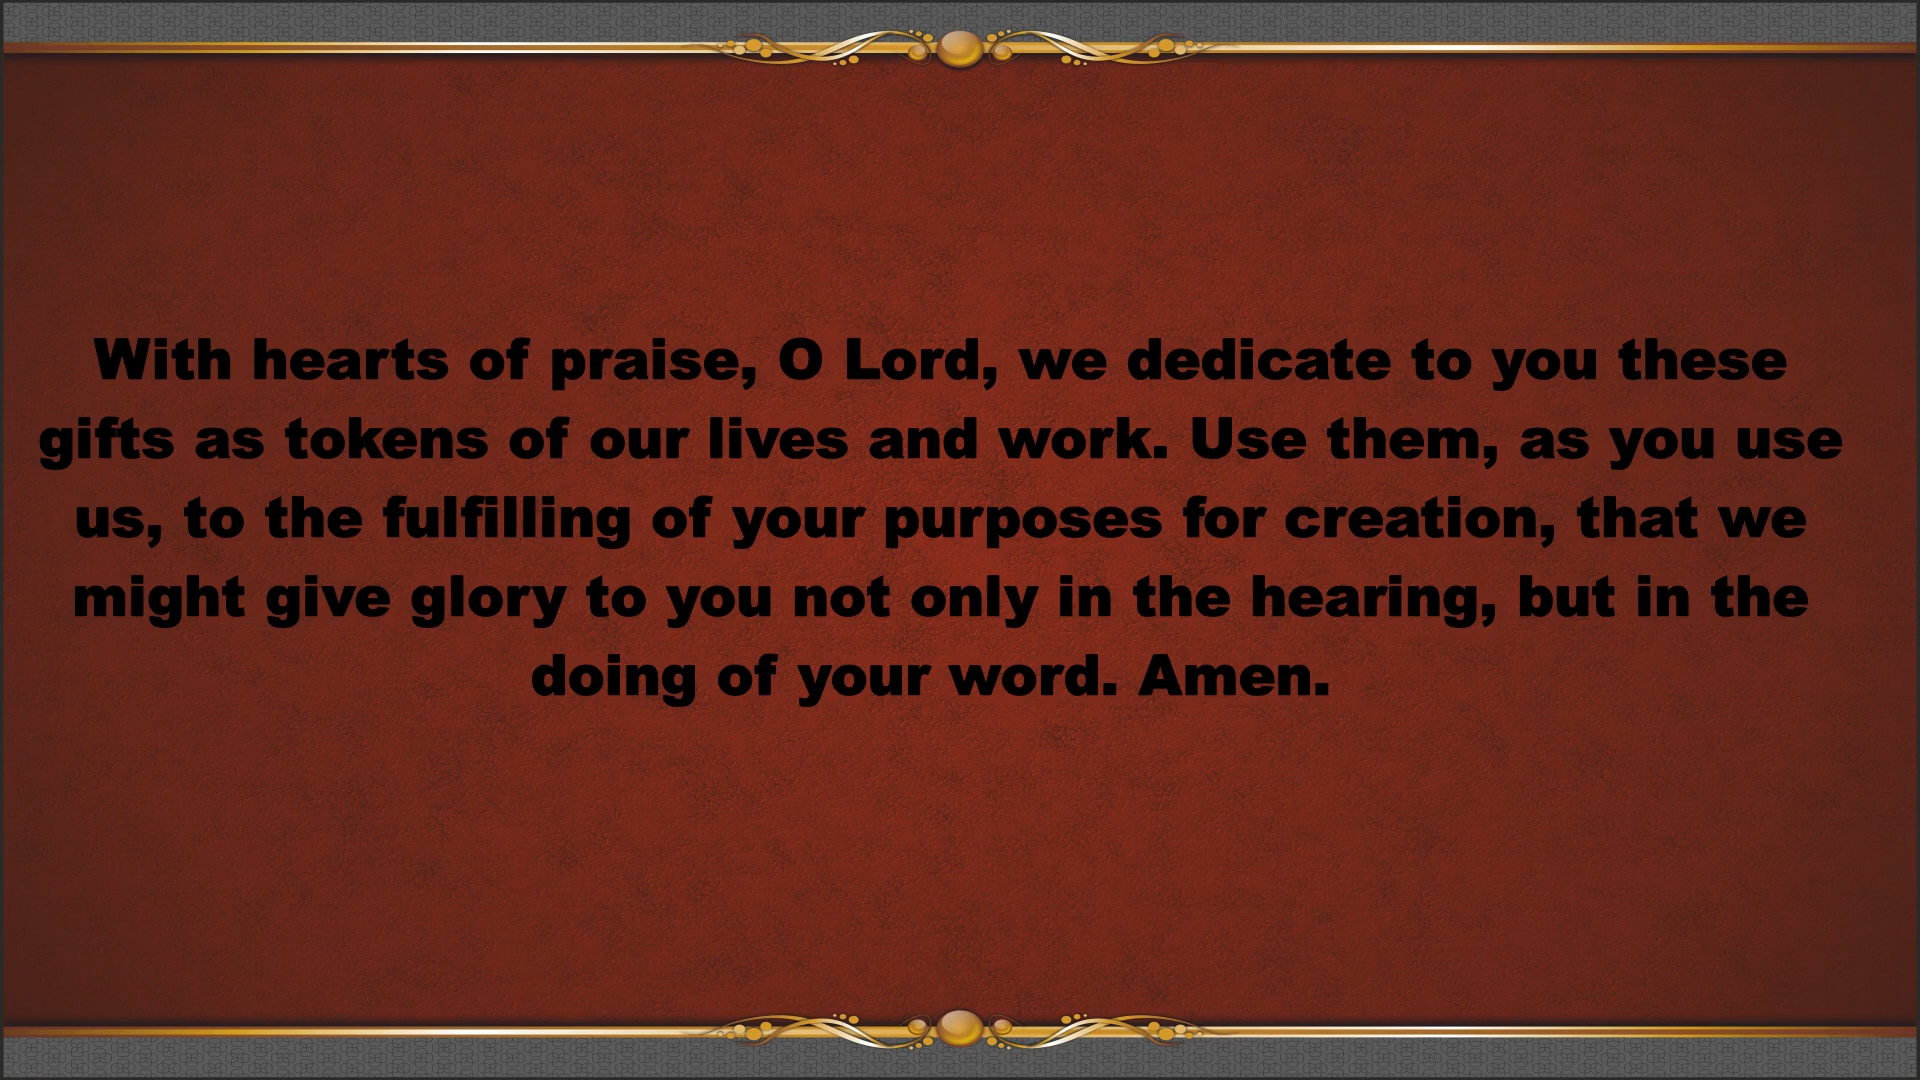 With hearts of praise, O Lord, we dedicate to you these
gifts as tokens of our lives and work. Use them, as you use
us, to the fulfilling of your purposes for creation, that we
might give glory to you not only in the hearing, but in the
doing of your word. Amen.